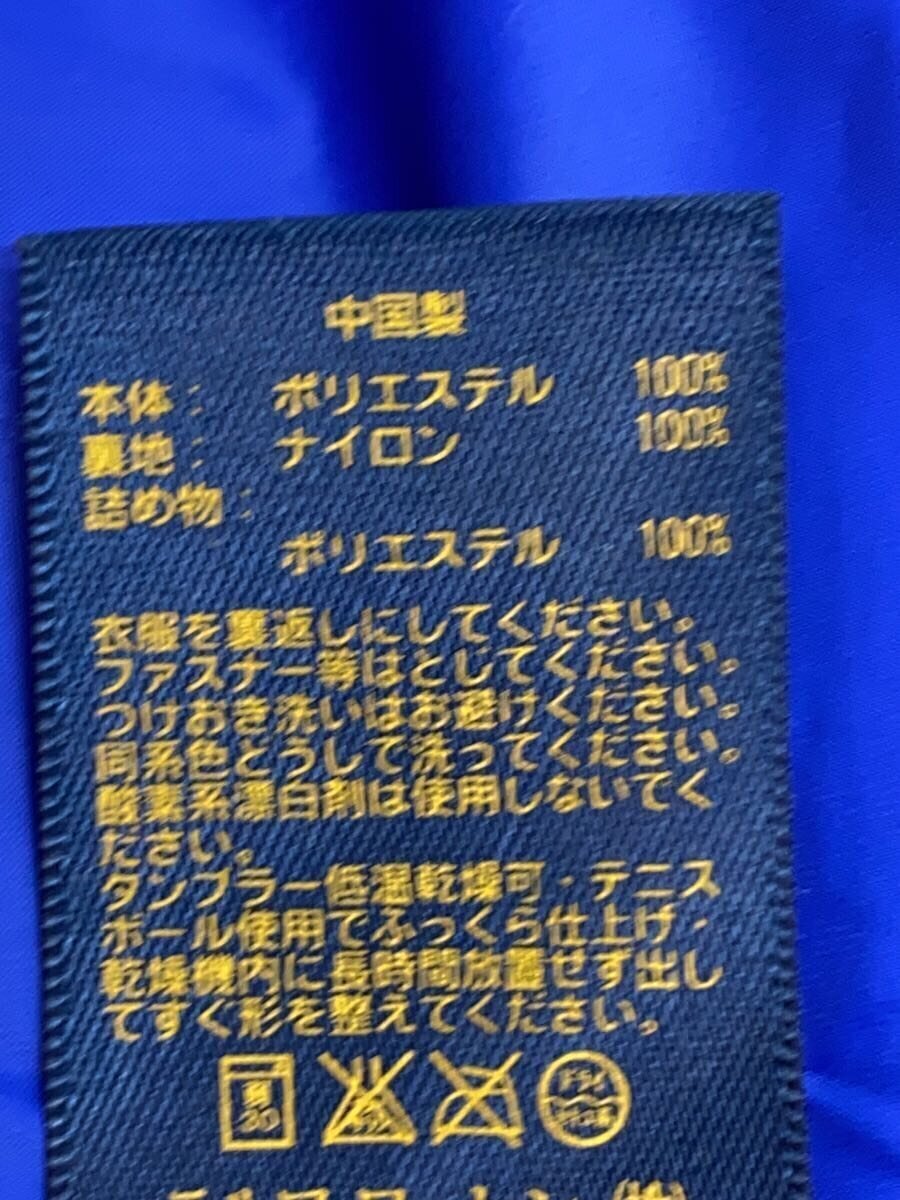 中国製
本体: ポリエステル 100%
裏地: ナイロン 100%
詰め物:
ポリエステル 100%
衣服を裏返しにしてください。
ファスナー等はとじてください。
つけおき洗いはお避けください。
同系色どうしで洗ってください。
酸素系漂白剤は使用しないでく
ださい。
タンブラー低温乾燥可・テニス
ボール使用でふっくら仕上げ・
乾燥機内に長時間放置せず出し
てすぐ形を整えてください。
30